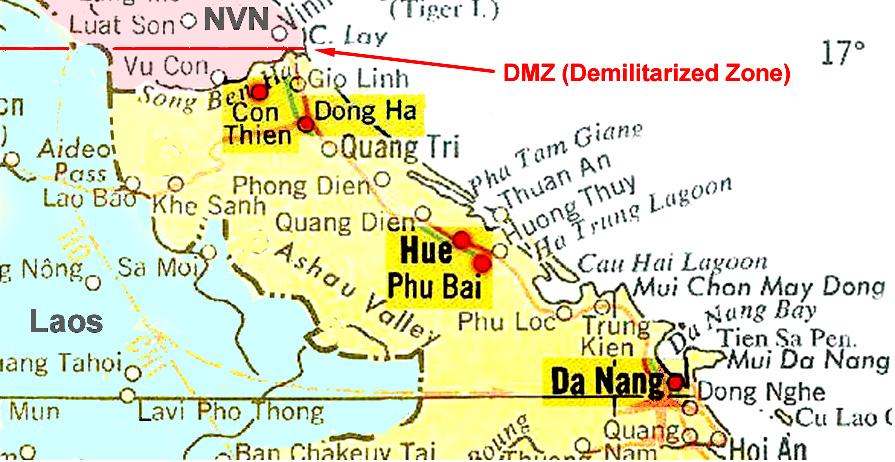 (Tiger I.)
Luat Son
NVN
Vinh
C. Lay
17°
Vu Con
DMZ (Demilitarized Zone)
Song Ben Hai
Gio Linh
Con
Thien
Dong Ha
Quang Tri
Aideo
Pass
Lao Bao
Khe Sanh
Phong Dien
Pha Tam Giang
Thuan An
Quang Dien
Huong Thuy
Ha Trung Lagoon
Hue
Phu Bai
Ashau Valley
Sa Moi
g Nông
Cau Hai Lagoon
Mui Chon May Dong
Laos
Phu Loc
Trung
Kien
Da Nang Bay
Tien Sa Pen.
Mui Da Nang
uang Tahoi
Da Nang
Dong Nghe
Mun
Lavi Pho Thong
Cu Lao C
Quang
Nam
Hoi An
Ban Chakeuy Tai